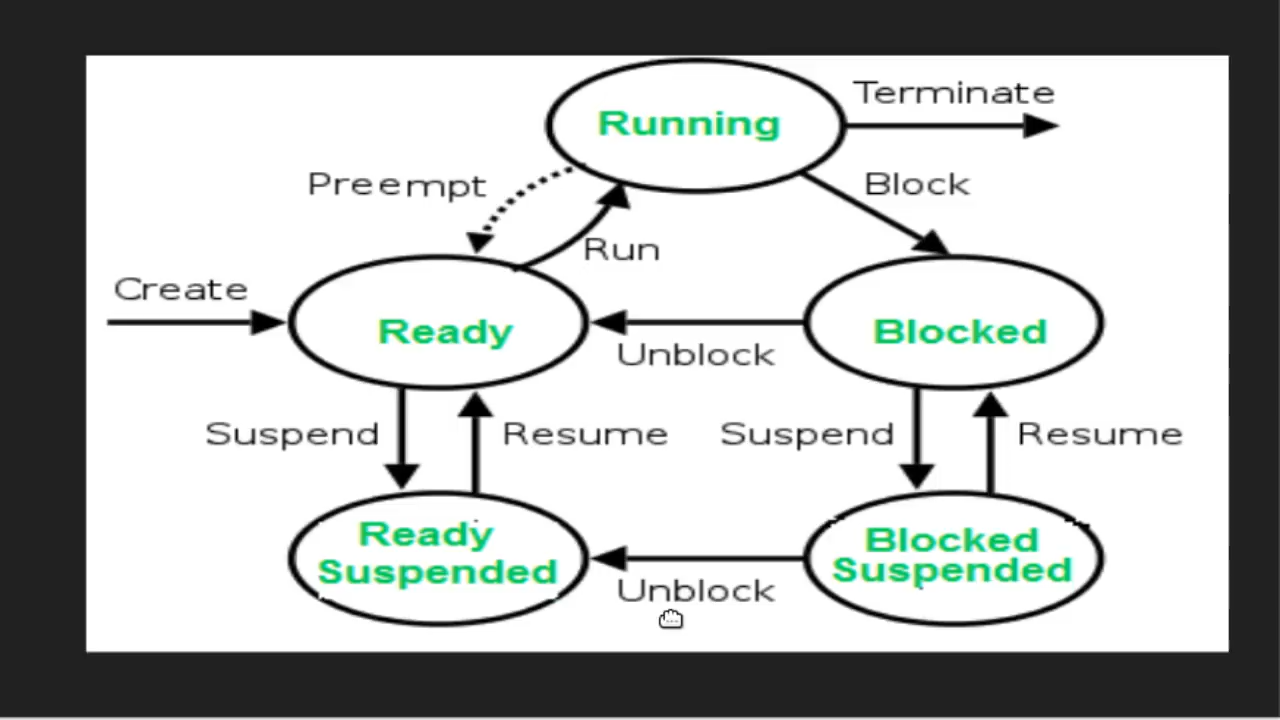 Running
Terminate
Preempt
Block
Run
Create
Ready
Blocked
Unblock
Suspend
Resume
Suspend
Resume
Ready
Suspended
Blocked
Suspended
Unblock